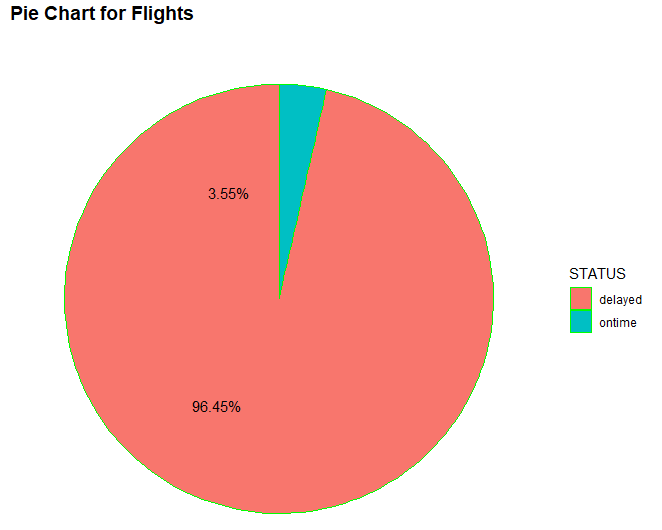 Pie Chart for Flights
3.55%
96.45%
STATUS
delayed
ontime